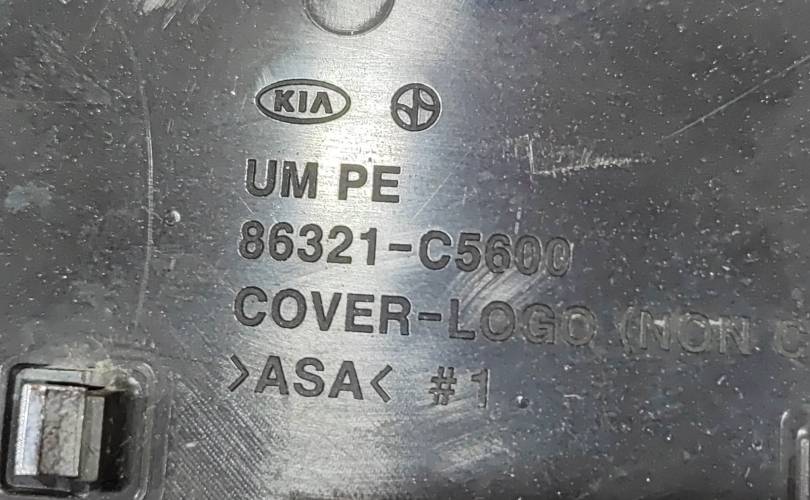 KIA
UM PE
86321-C5600
COVER-LOGO (NON
>ASA< #1